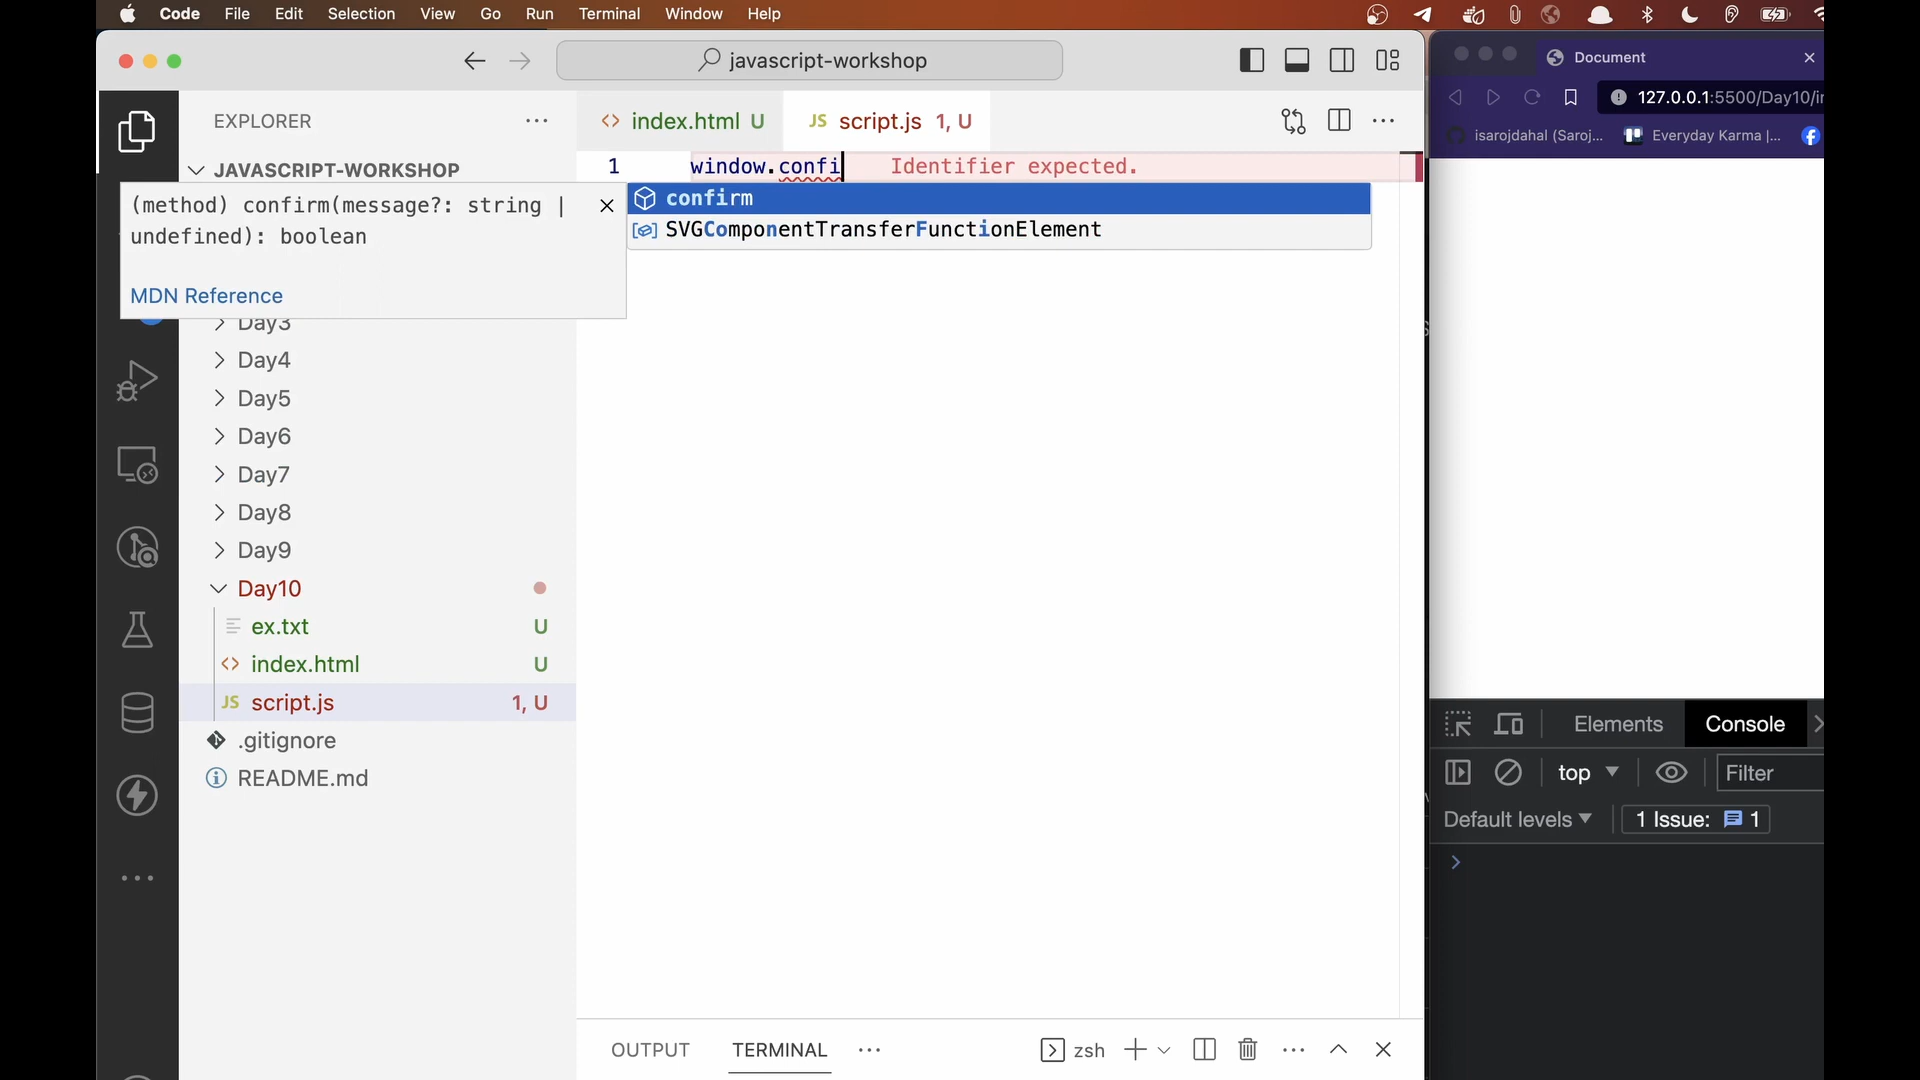 Code File Edit Selection View Go Run Terminal Window Help
javascript-workshop
Document
127.0.0.1:5500/Day10/i
isarojdahal (Saroj... Everyday Karma |...
EXPLORER
index.html U
JS script.js 1, U
JAVASCRIPT-WORKSHOP
1 window.confi Identifier expected.
(method) confirm(message?: string | undefined): boolean
MDN Reference
confirm
SVGComponentTransferFunctionElement
Day3
Day4
Day5
Day6
Day7
Day8
Day9
Day10
ex.txt U
index.html U
JS script.js 1, U
.gitignore
README.md
Elements Console
top Filter
Default levels 1 Issue: 1
OUTPUT TERMINAL
zsh